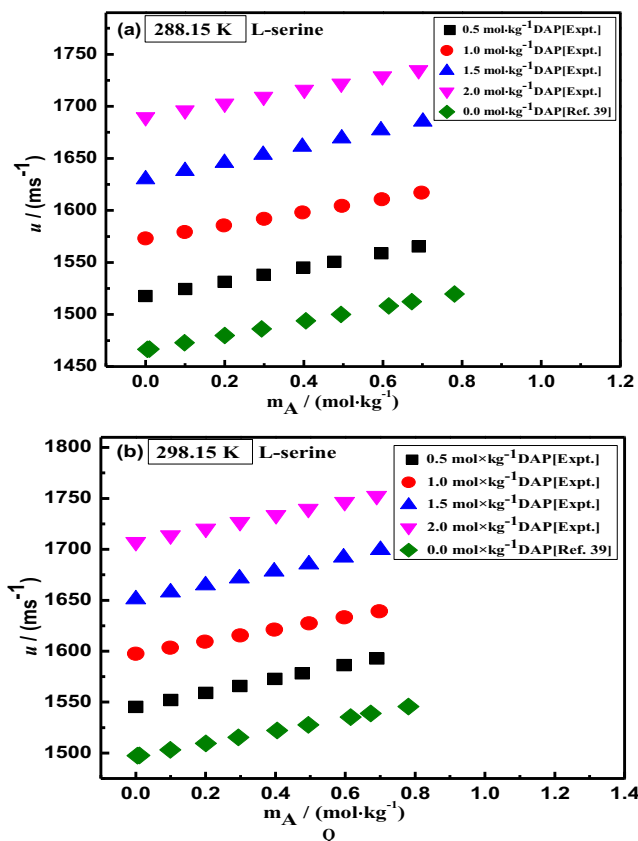 (a) 288.15 K L-serine
0.5 mol·kg⁻¹DAP[Expt.]
1.0 mol·kg⁻¹DAP[Expt.]
1.5 mol·kg⁻¹DAP[Expt.]
2.0 mol·kg⁻¹DAP[Expt.]
0.0 mol·kg⁻¹DAP[Ref. 39]
u / (ms⁻¹)
1750
1700
1650
1600
1550
1500
1450
0.0 0.2 0.4 0.6 0.8 1.0 1.2
m_A / (mol·kg⁻¹)
(b) 298.15 K L-serine
0.5 mol×kg⁻¹DAP[Expt.]
1.0 mol×kg⁻¹DAP[Expt.]
1.5 mol×kg⁻¹DAP[Expt.]
2.0 mol×kg⁻¹DAP[Expt.]
0.0 mol×kg⁻¹DAP[Ref. 39]
u / (ms⁻¹)
1800
1750
1700
1650
1600
1550
1500
0.0 0.2 0.4 0.6 0.8 1.0 1.2 1.4
m_A / (mol·kg⁻¹)
Q